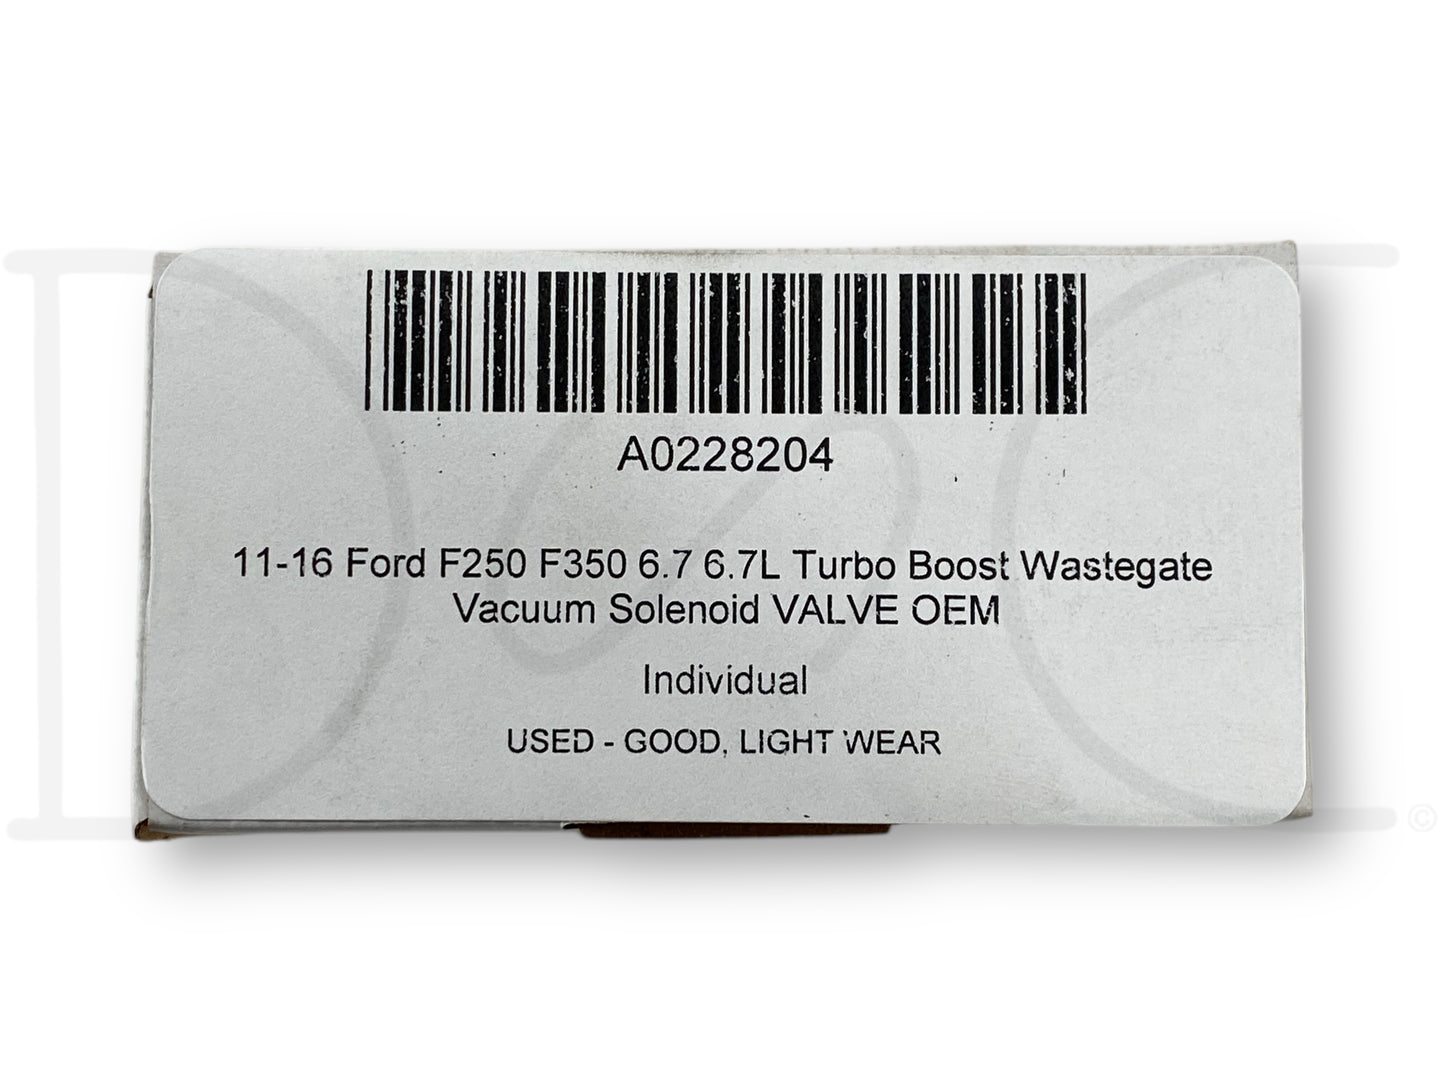 A0228204
11-16 Ford F250 F350 6.7 6.7L Turbo Boost Wastegate
Vacuum Solenoid VALVE OEM
Individual
USED - GOOD, LIGHT WEAR
©